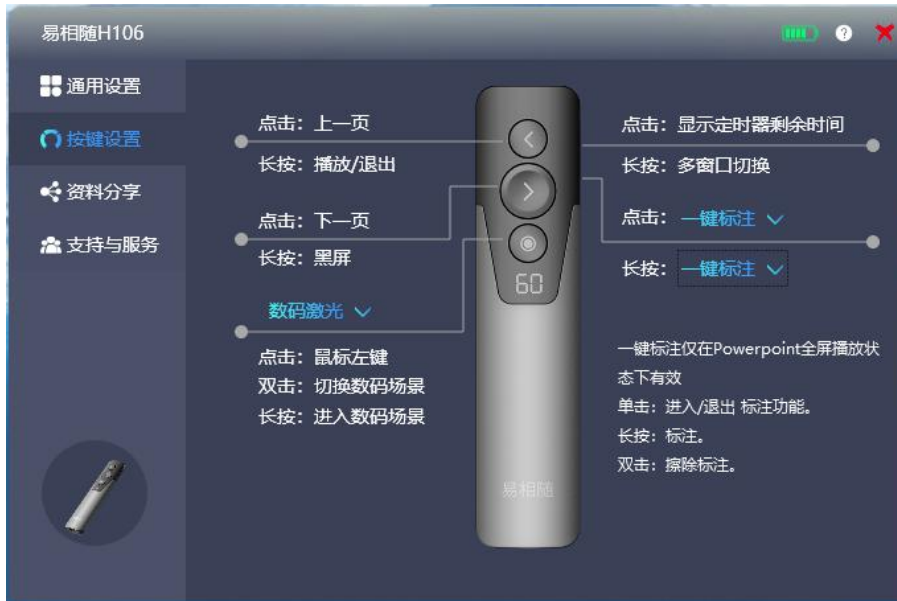 易相随H106
通用设置
按键设置
资料分享
支持与服务
点击：上一页
长按：播放/退出
点击：下一页
长按：黑屏
数码激光
点击：鼠标左键
双击：切换数码场景
长按：进入数码场景
60
易相随
点击：显示定时器剩余时间
长按：多窗口切换
点击：一键标注
长按：一键标注
一键标注仅在Powerpoint全屏播放状
态下有效
单击：进入/退出 标注功能。
长按：标注。
双击：擦除标注。